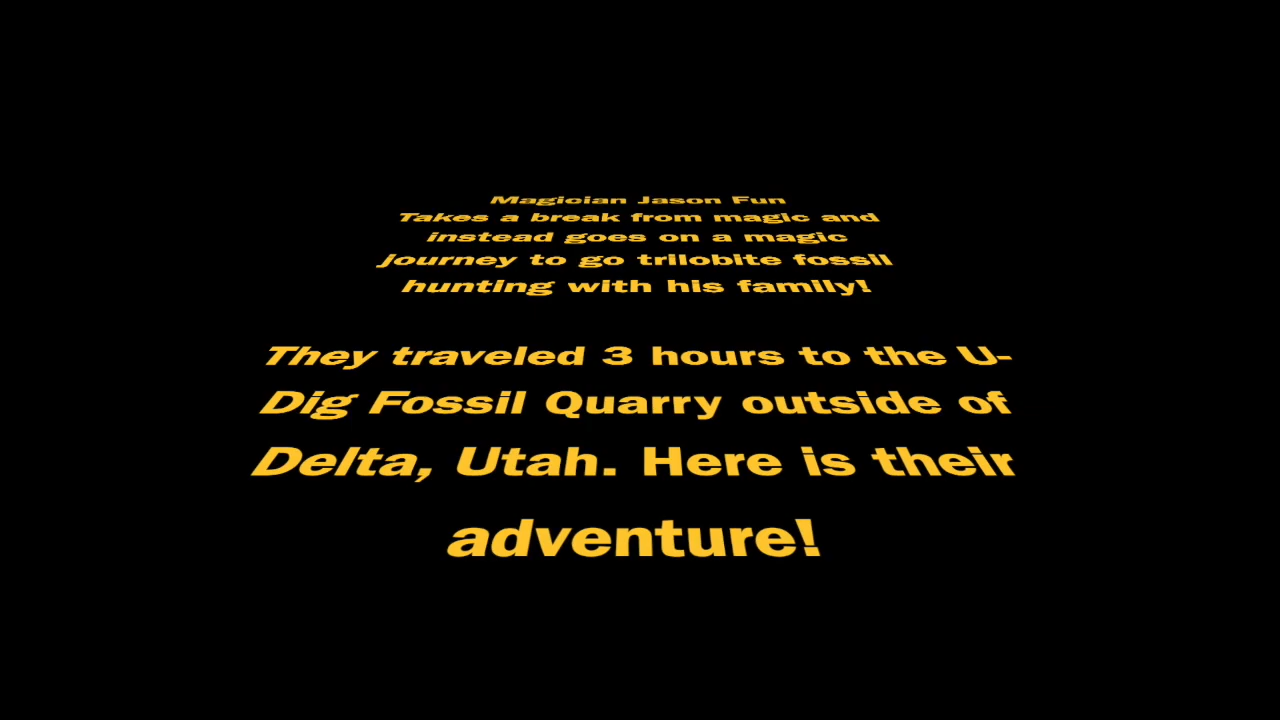 Magician Jason Fun
Takes a break from magic and
instead goes on a magic
journey to go trilobite fossil
hunting with his family!
They traveled 3 hours to the U-
Dig Fossil Quarry outside of
Delta, Utah. Here is their
adventure!